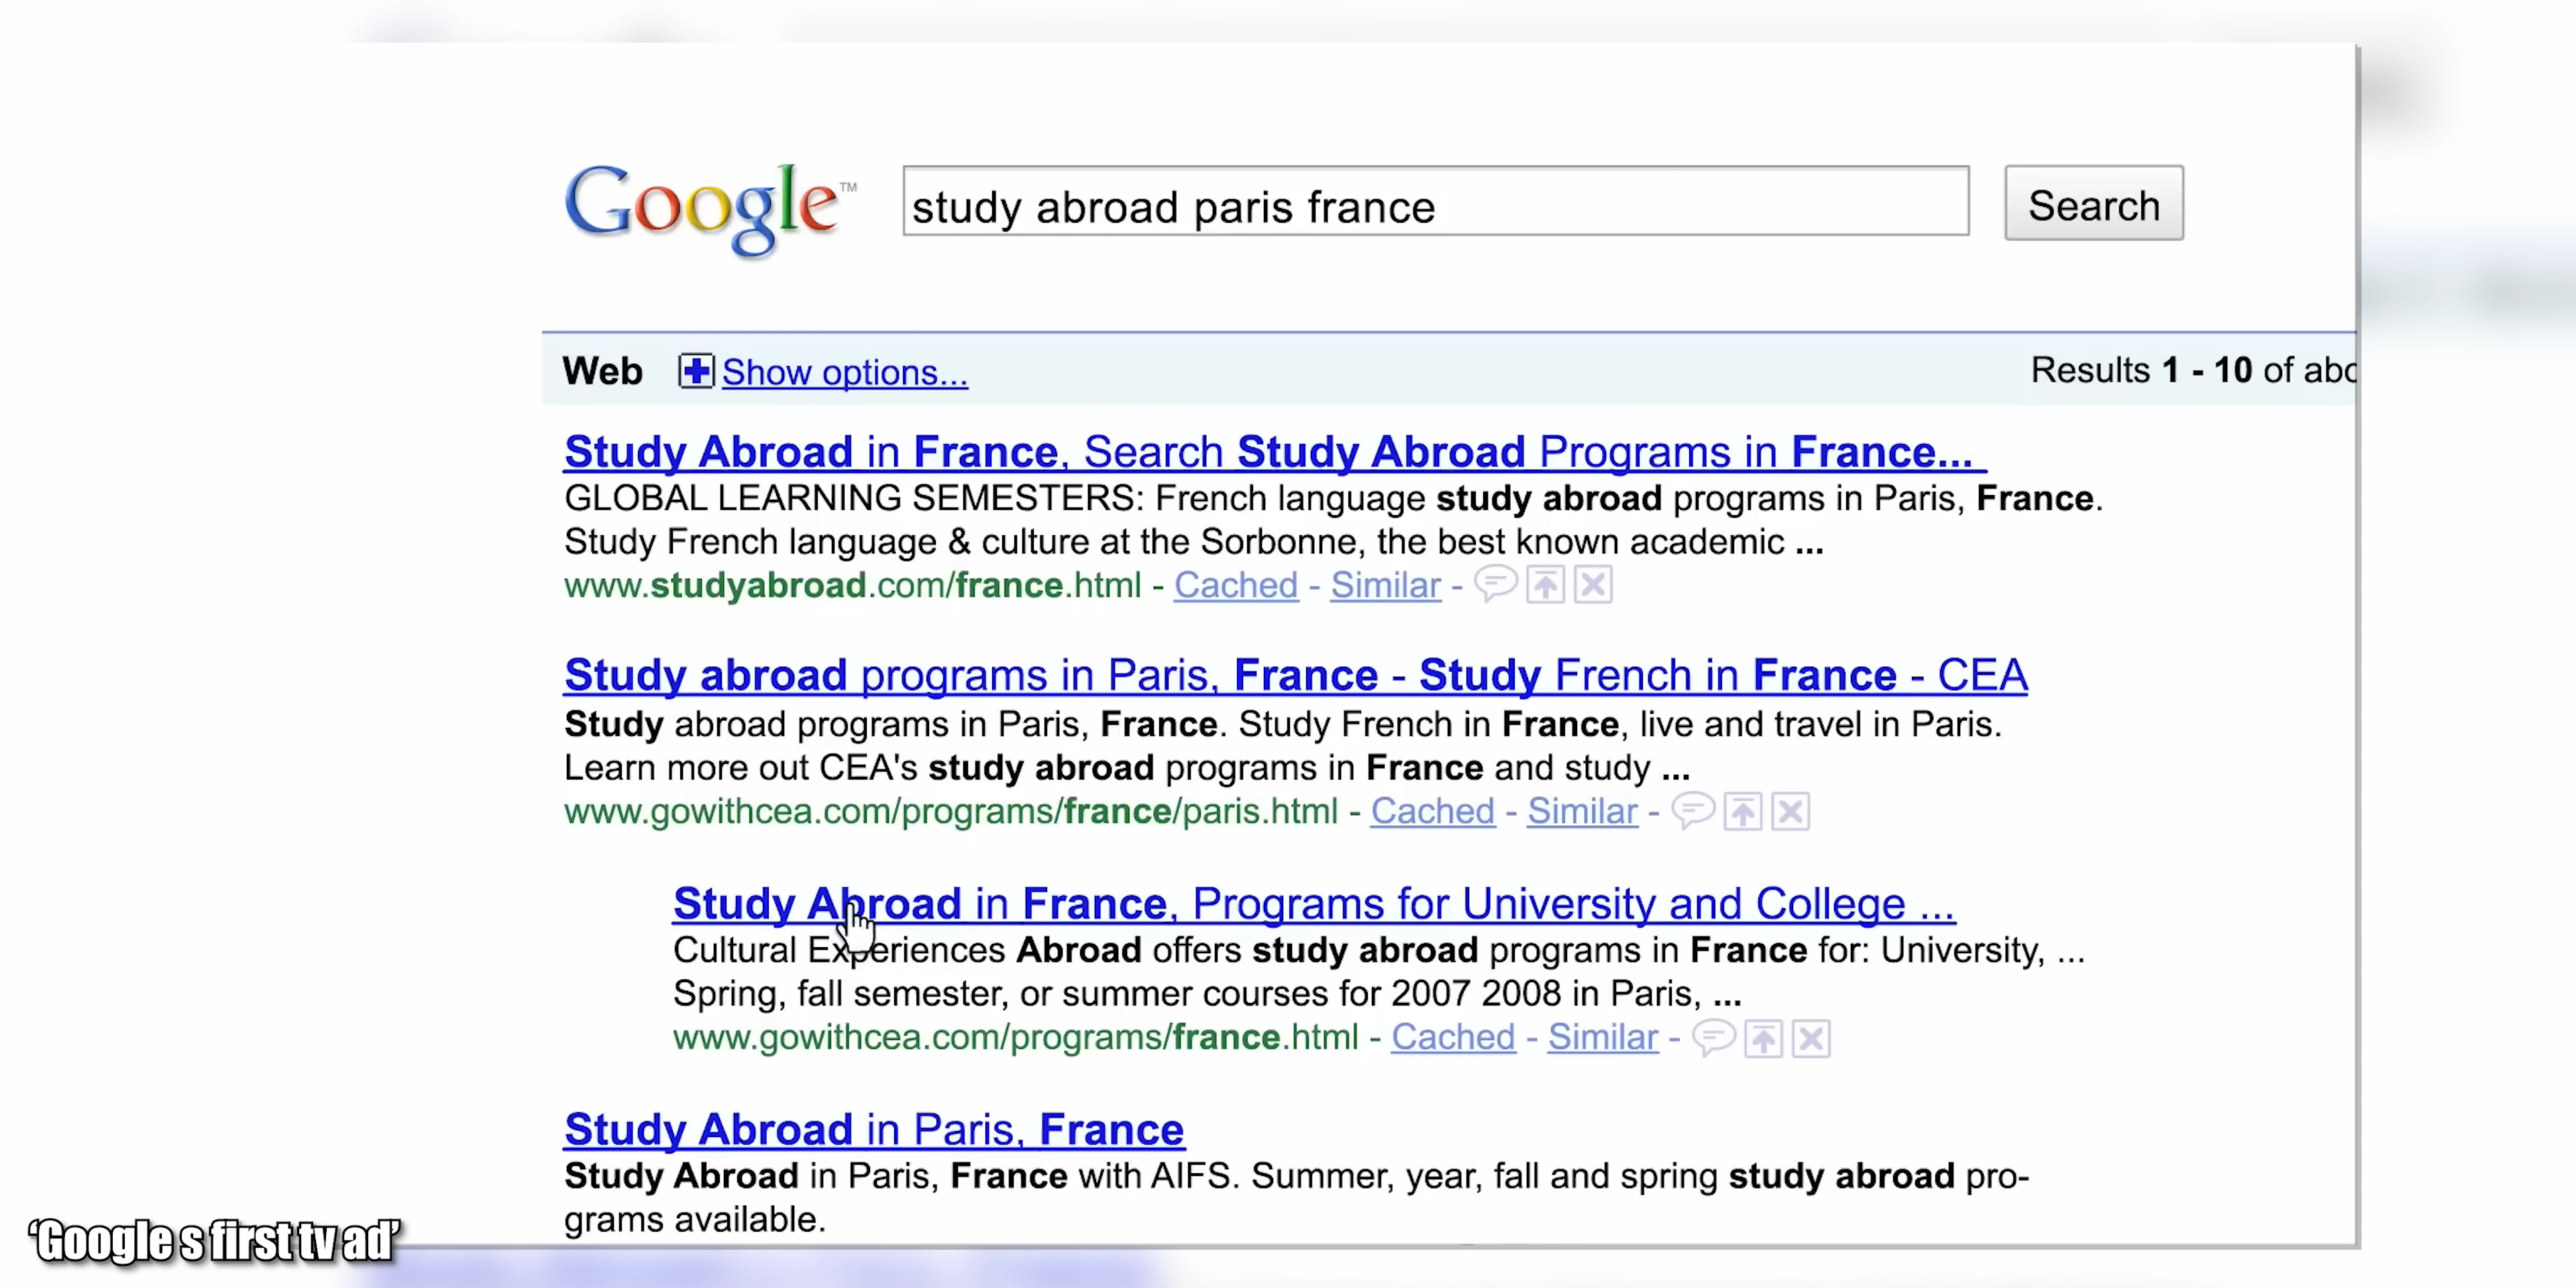 Google™
study abroad paris france
Search
Web Show options...
Results 1 - 10 of abo
Study Abroad in France, Search Study Abroad Programs in France...
GLOBAL LEARNING SEMESTERS: French language study abroad programs in Paris, France.
Study French language & culture at the Sorbonne, the best known academic ...
www.studyabroad.com/france.html - Cached - Similar -
Study abroad programs in Paris, France - Study French in France - CEA
Study abroad programs in Paris, France. Study French in France, live and travel in Paris.
Learn more out CEA's study abroad programs in France and study ...
www.gowithcea.com/programs/france/paris.html - Cached - Similar -
Study Abroad in France, Programs for University and College ...
Cultural Experiences Abroad offers study abroad programs in France for: University, ...
Spring, fall semester, or summer courses for 2007 2008 in Paris, ...
www.gowithcea.com/programs/france.html - Cached - Similar -
Study Abroad in Paris, France
Study Abroad in Paris, France with AIFS. Summer, year, fall and spring study abroad pro-
grams available.
‘Google s first tv ad’